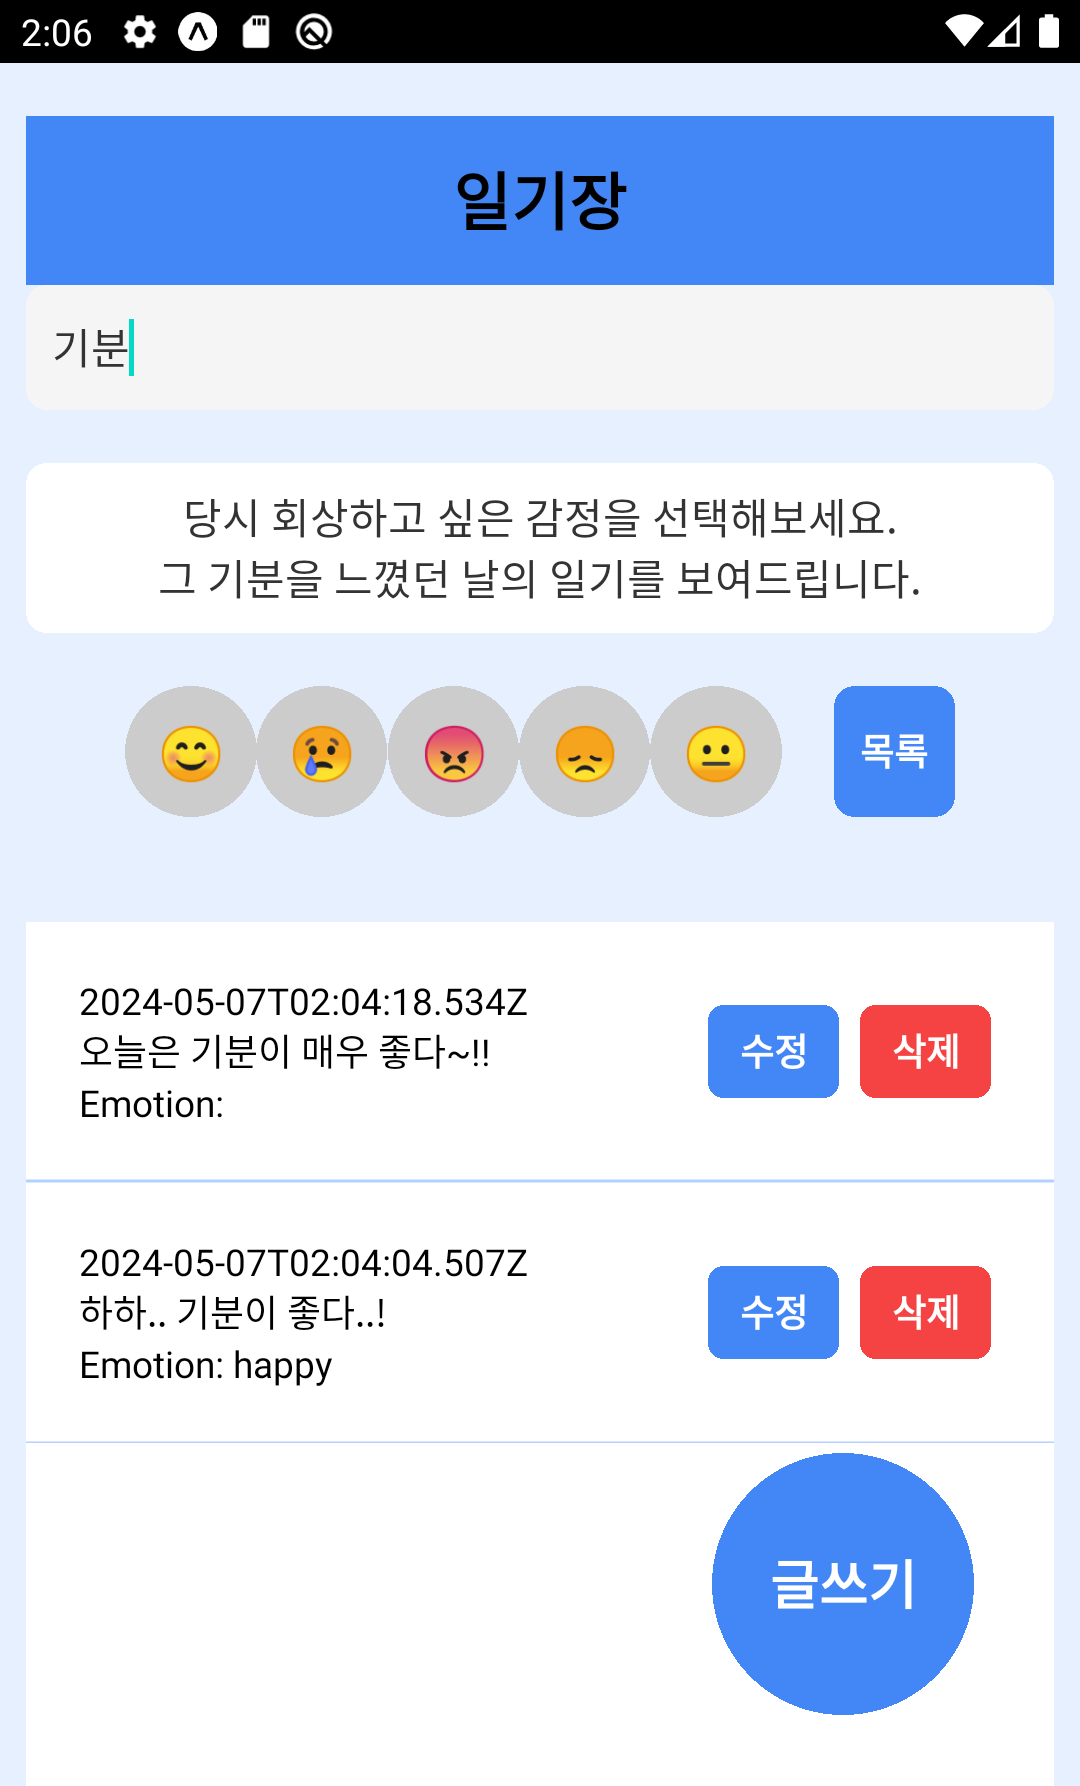 2:06
일기장
기분
당시 회상하고 싶은 감정을 선택해보세요.
그 기분을 느꼈던 날의 일기를 보여드립니다.
목록
2024-05-07T02:04:18.534Z
오늘은 기분이 매우 좋다~!!
Emotion:
수정 삭제
2024-05-07T02:04:04.507Z
하하.. 기분이 좋다..!
Emotion: happy
수정 삭제
글쓰기